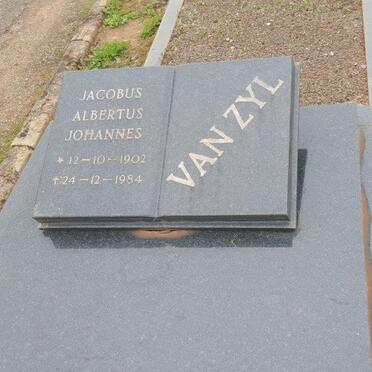 JACOBUS
ALBERTUS
JOHANNES
* 12-10-1902
†24-12-1984
VAN ZYL